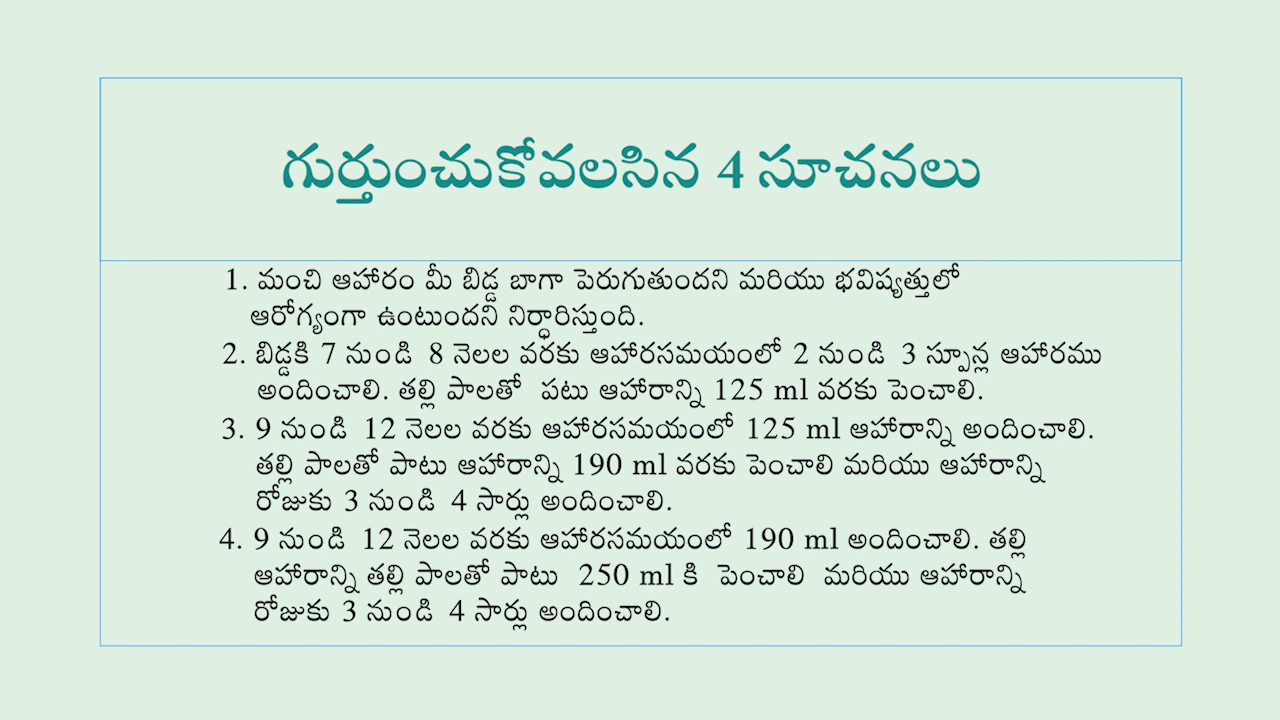 గుర్తుంచుకోవలసిన 4 సూచనలు
1. మంచి ఆహారం మీ బిడ్డ బాగా పెరుగుతుందని మరియు భవిష్యత్తులో
ఆరోగ్యంగా ఉంటుందని నిర్ధారిస్తుంది.
2. బిడ్డకి 7 నుండి 8 నెలల వరకు ఆహారసమయంలో 2 నుండి 3 స్పూన్ల ఆహారము
అందించాలి. తల్లి పాలతో పటు ఆహారాన్ని 125 ml వరకు పెంచాలి.
3. 9 నుండి 12 నెలల వరకు ఆహారసమయంలో 125 ml ఆహారాన్ని అందించాలి.
తల్లి పాలతో పాటు ఆహారాన్ని 190 ml వరకు పెంచాలి మరియు ఆహారాన్ని
రోజుకు 3 నుండి 4 సార్లు అందించాలి.
4. 9 నుండి 12 నెలల వరకు ఆహారసమయంలో 190 ml అందించాలి. తల్లి
ఆహారాన్ని తల్లి పాలతో పాటు 250 ml కి పెంచాలి మరియు ఆహారాన్ని
రోజుకు 3 నుండి 4 సార్లు అందించాలి.